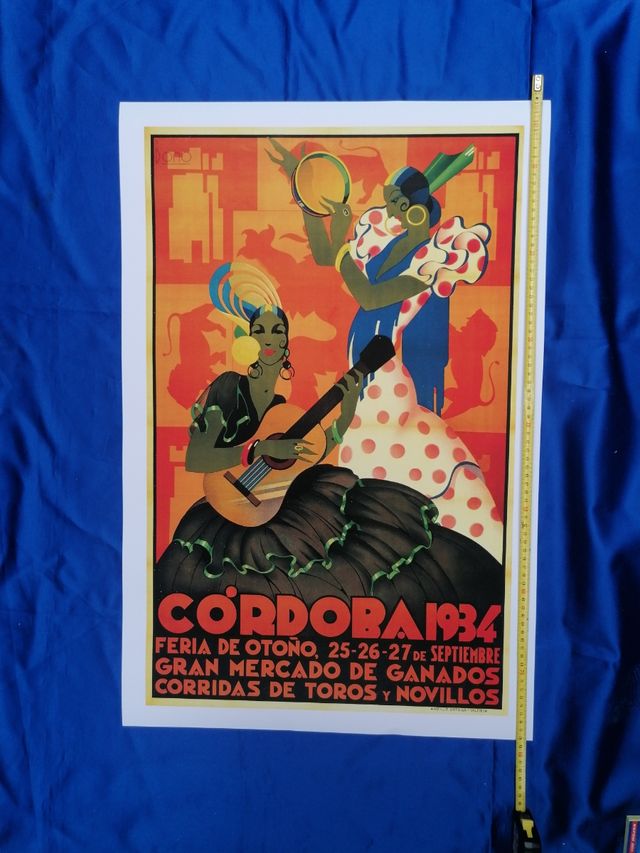 CÓRDOBA 1934
FERIA DE OTOÑO, 25-26-27 DE SEPTIEMBRE
GRAN MERCADO DE GANADOS
CORRIDAS DE TOROS Y NOVILLOS